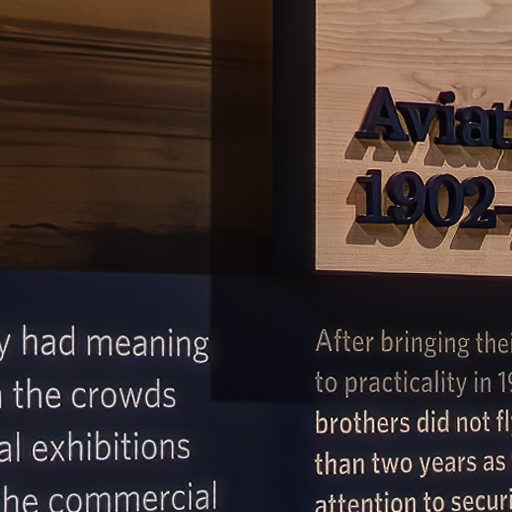 Aviat
1902-
y had meaning
the crowds
al exhibitions
he commercial
After bringing thei
to practicality in 19
brothers did not fl
than two years as
attention to securi